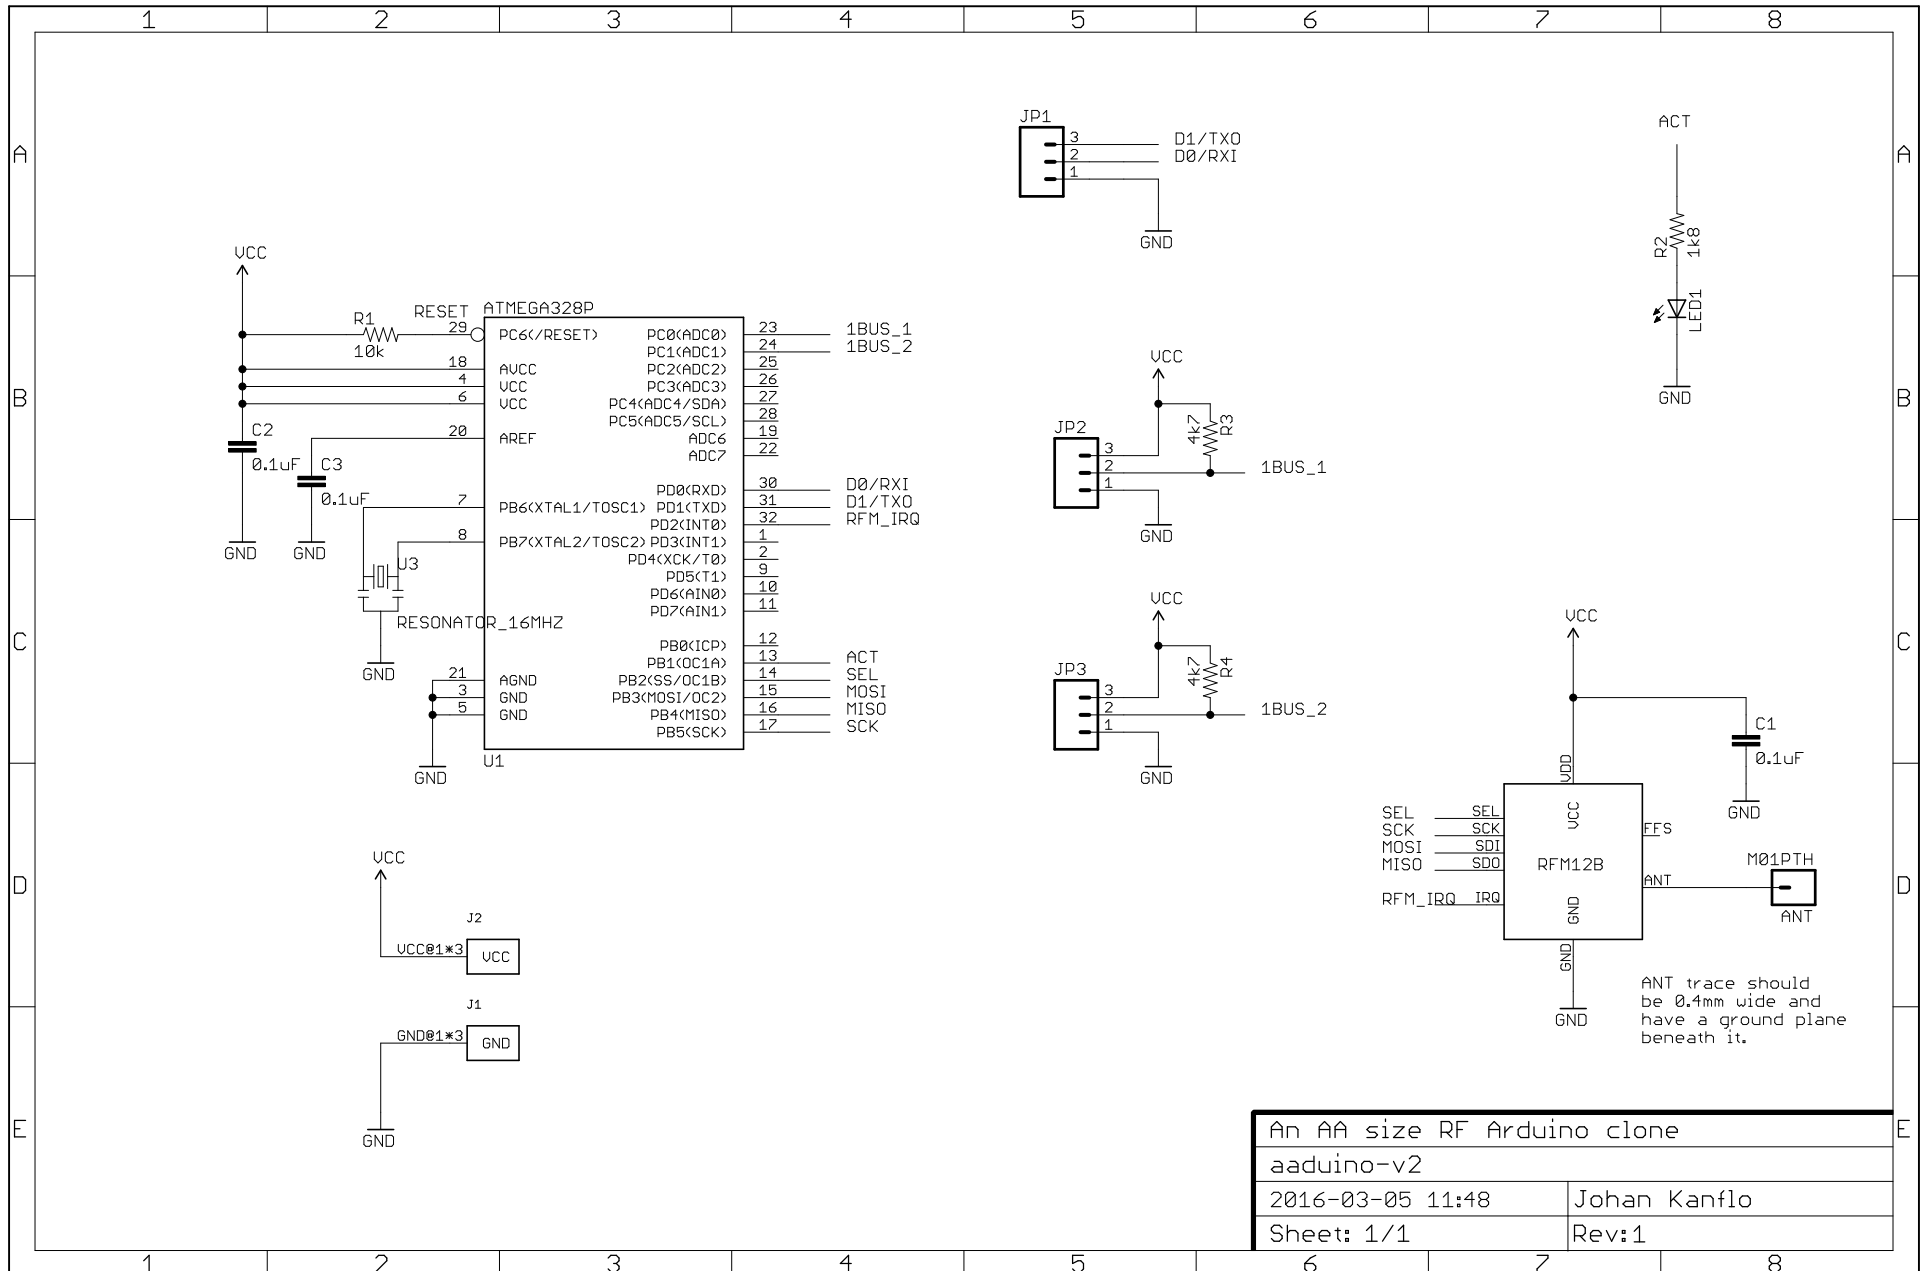 1 2 3 4 5 6 7 8
A
A
B
B
C
C
D
D
E
E
VCC
R1
10k
RESET
ATMEGA328P
29 PC6(/RESET)
18 AVCC
4 VCC
6 VCC
20 AREF
7 PB6(XTAL1/TOSC1)
8 PB7(XTAL2/TOSC2)
21 AGND
3 GND
5 GND
PC0(ADC0) 23 1BUS_1
PC1(ADC1) 24 1BUS_2
PC2(ADC2) 25
PC3(ADC3) 26
PC4(ADC4/SDA) 27
PC5(ADC5/SCL) 28
ADC6 19
ADC7 22
PD0(RXD) 30 D0/RXI
PD1(TXD) 31 D1/TXO
PD2(INT0) 32 RFM_IRQ
PD3(INT1) 1
PD4(XCK/T0) 2
PD5(T1) 9
PD6(AIN0) 10
PD7(AIN1) 11
PB0(ICP) 12
PB1(OC1A) 13 ACT
PB2(SS/OC1B) 14 SEL
PB3(MOSI/OC2) 15 MOSI
PB4(MISO) 16 MISO
PB5(SCK) 17 SCK
U1
C2
0.1uF
C3
0.1uF
GND
GND
U3
RESONATOR_16MHZ
GND
GND
VCC
J2
VCC@1*3
VCC
J1
GND@1*3
GND
GND
JP1
3 D1/TXO
2 D0/RXI
1
GND
VCC
JP2
4k7
R3
3
2
1
1BUS_1
GND
VCC
JP3
4k7
R4
3
2
1
1BUS_2
GND
ACT
R2
1k8
LED1
GND
VCC
C1
0.1uF
GND
VDD
VCC
SEL SEL
SCK SCK
MOSI SDI
MISO SDO
RFM_IRQ IRQ
RFM12B
FFS
ANT
GND
GND
GND
M01PTH
ANT
ANT trace should
be 0.4mm wide and
have a ground plane
beneath it.
An AA size RF Arduino clone
aaduino-v2
2016-03-05 11:48 Johan Kanflo
Sheet: 1/1 Rev:1
1 2 3 4 5 6 7 8